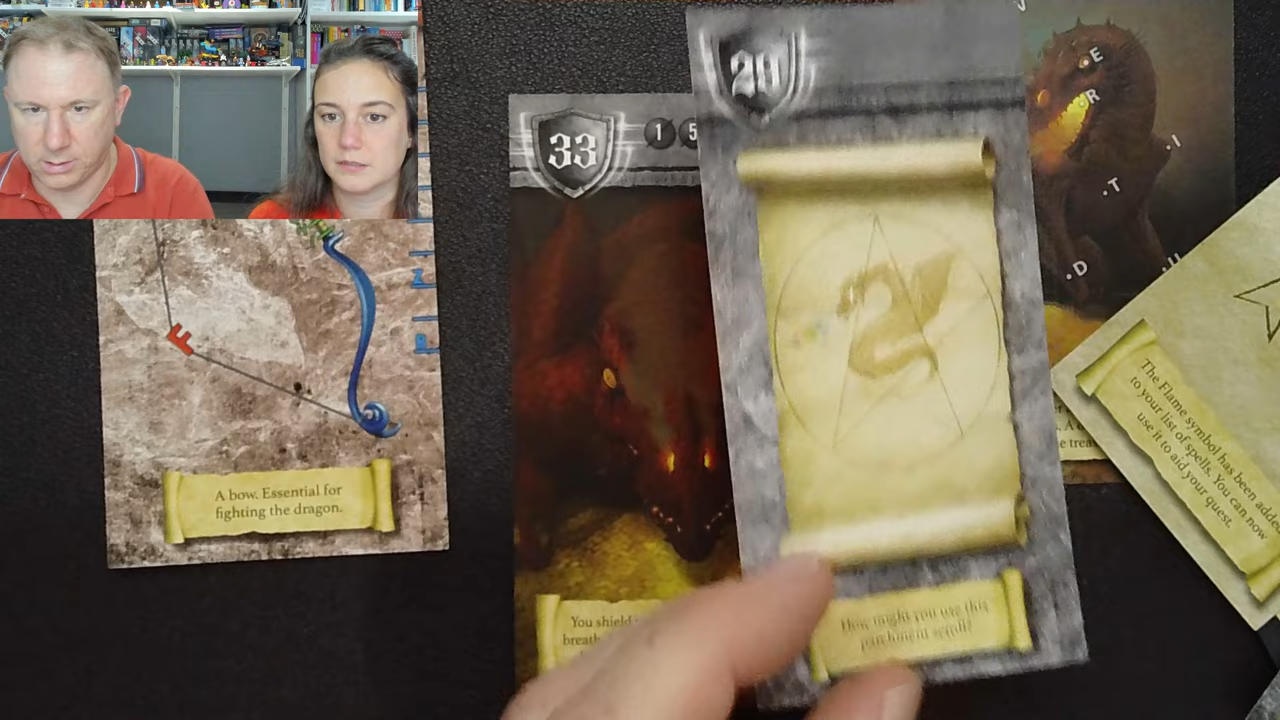 F
A bow. Essential for
fighting the dragon.
33
1 5
You shield
breath
20
How might you use this
parchment scroll?
E
R
I
T
D
The Flame symbol has been adde
to your list of spells. You can now
use it to aid your quest.